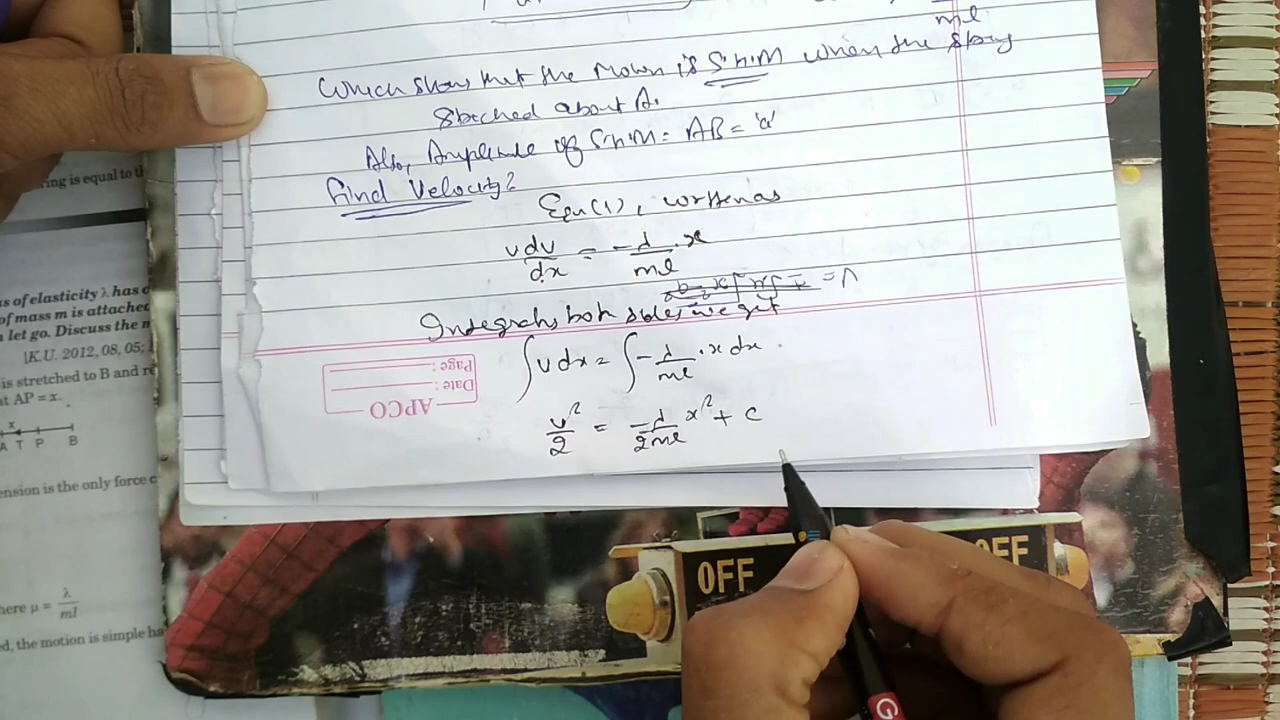 ml
which shows that the motion is S.H.M when the string
stretched about A.
Also, Amplitude of S.H.M = AB = 'a'
find Velocity?
Equ (1), written as
vdv/dx = -λ/ml . x
Integrating both sides we get
∫v dx = ∫-λ/ml . x dx .
v²/2 = -λ/2ml x² + c
Page:
Date:
APCO
ring is equal to th
s of elasticity λ has
of mass m is attached
let go. Discuss the m
[K.U. 2012, 08, 05;
is stretched to B and re
at AP = x.
x
A T P B
ension is the only force
here μ = λ/ml
d, the motion is simple ha
OFF
OFF
G